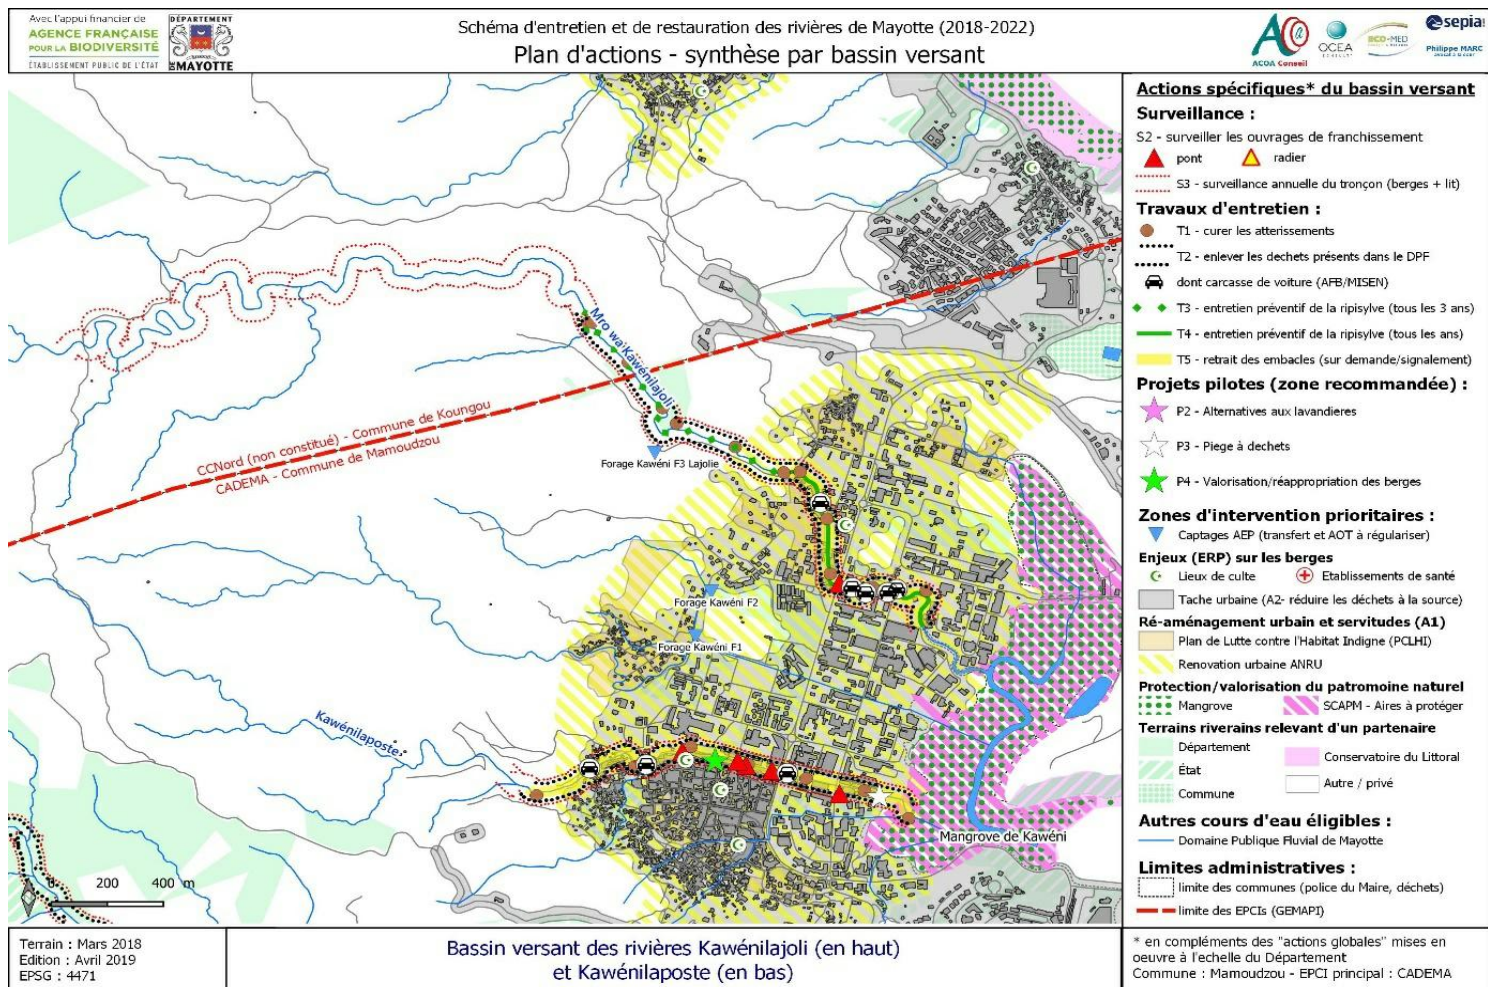 Avec l'appui financier de
AGENCE FRANÇAISE
POUR LA BIODIVERSITÉ
ÉTABLISSEMENT PUBLIC DE L'ÉTAT
DÉPARTEMENT
DE MAYOTTE
Schéma d'entretien et de restauration des rivières de Mayotte (2018-2022)
Plan d'actions - synthèse par bassin versant
ACOA Conseil
OCEA
ECO-MED
sepia
Philippe MARC
Actions spécifiques* du bassin versant
Surveillance :
S2 - surveiller les ouvrages de franchissement
pont radier
S3 - surveillance annuelle du tronçon (berges + lit)
Travaux d'entretien :
T1 - curer les atterissements
T2 - enlever les dechets présents dans le DPF
dont carcasse de voiture (AFB/MISEN)
T3 - entretien préventif de la ripisylve (tous les 3 ans)
T4 - entretien préventif de la ripisylve (tous les ans)
T5 - retrait des embacles (sur demande/signalement)
Projets pilotes (zone recommandée) :
P2 - Alternatives aux lavandieres
P3 - Piege à dechets
P4 - Valorisation/réappropriation des berges
Zones d'intervention prioritaires :
Captages AEP (transfert et AOT à régulariser)
Enjeux (ERP) sur les berges
Lieux de culte Etablissements de santé
Tache urbaine (A2- réduire les déchets à la source)
Ré-aménagement urbain et servitudes (A1)
Plan de Lutte contre l'Habitat Indigne (PCLHI)
Renovation urbaine ANRU
Protection/valorisation du patromoine naturel
Mangrove SCAPM - Aires à protéger
Terrains riverains relevant d'un partenaire
Département
Conservatoire du Littoral
État
Autre / privé
Commune
Autres cours d'eau éligibles :
Domaine Publique Fluvial de Mayotte
Limites administratives :
limite des communes (police du Maire, déchets)
limite des EPCIs (GEMAPI)
Mro wa Kawénilajoli
CCNord (non constitué) - Commune de Koungou
CADEMA - Commune de Mamoudzou
Forage Kawéni F3 Lajolie
Forage Kawéni F2
Forage Kawéni F1
Kawénilaposte
Mangrove de Kawéni
0 200 400 m
Terrain : Mars 2018
Edition : Avril 2019
EPSG : 4471
Bassin versant des rivières Kawénilajoli (en haut)
et Kawénilaposte (en bas)
* en compléments des "actions globales" mises en
oeuvre à l'echelle du Département
Commune : Mamoudzou - EPCI principal : CADEMA